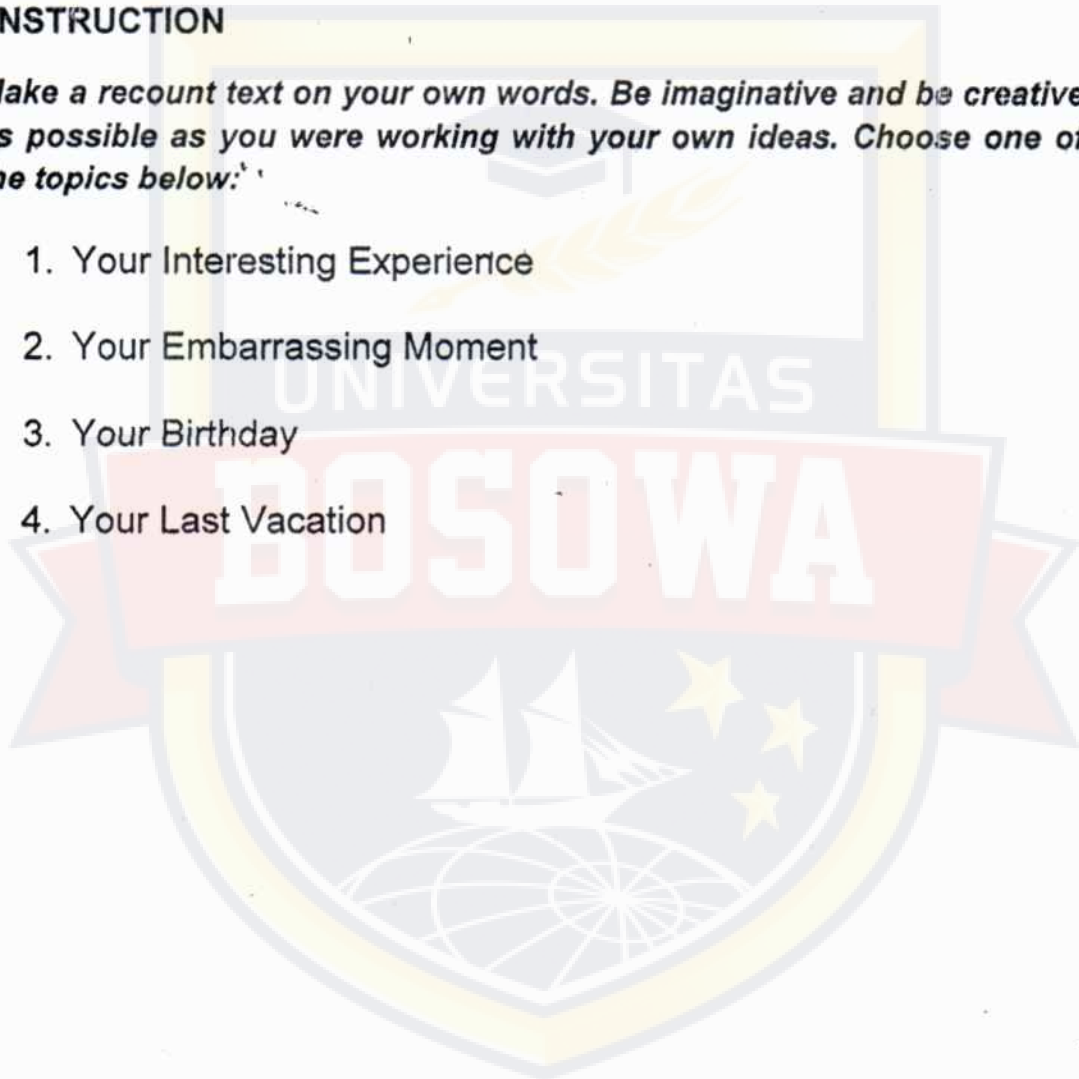 NSTRUCTION
lake a recount text on your own words. Be imaginative and be creative
s possible as you were working with your own ideas. Choose one of
ne topics below:
1. Your Interesting Experience
2. Your Embarrassing Moment
UNIVERSITAS
3. Your Birthday
BOSOWA
4. Your Last Vacation